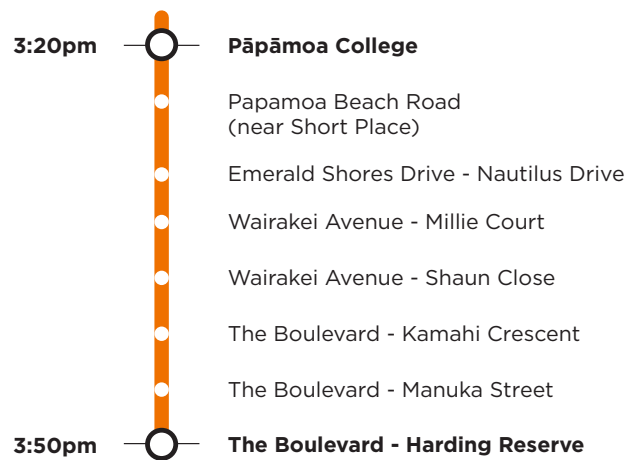 3:20pm Pāpāmoa College
Papamoa Beach Road
(near Short Place)
Emerald Shores Drive - Nautilus Drive
Wairakei Avenue - Millie Court
Wairakei Avenue - Shaun Close
The Boulevard - Kamahi Crescent
The Boulevard - Manuka Street
3:50pm The Boulevard - Harding Reserve